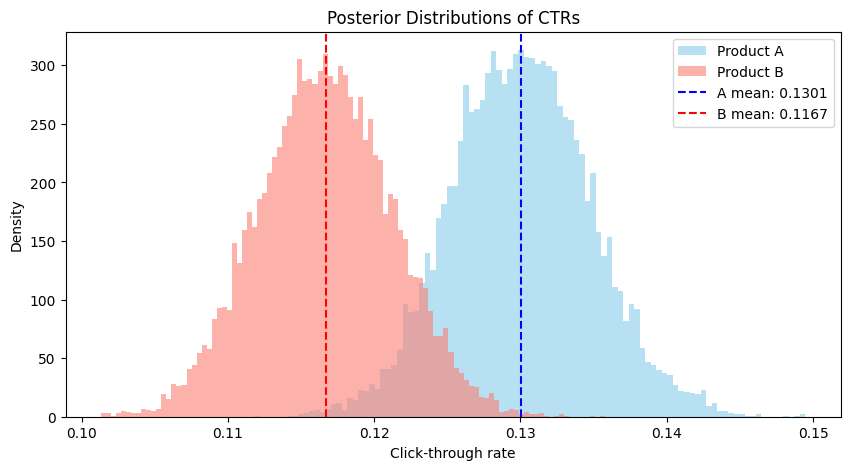 Posterior Distributions of CTRs
Product A
Product B
A mean: 0.1301
B mean: 0.1167
Density
300
250
200
150
100
50
0
0.10 0.11 0.12 0.13 0.14 0.15
Click-through rate